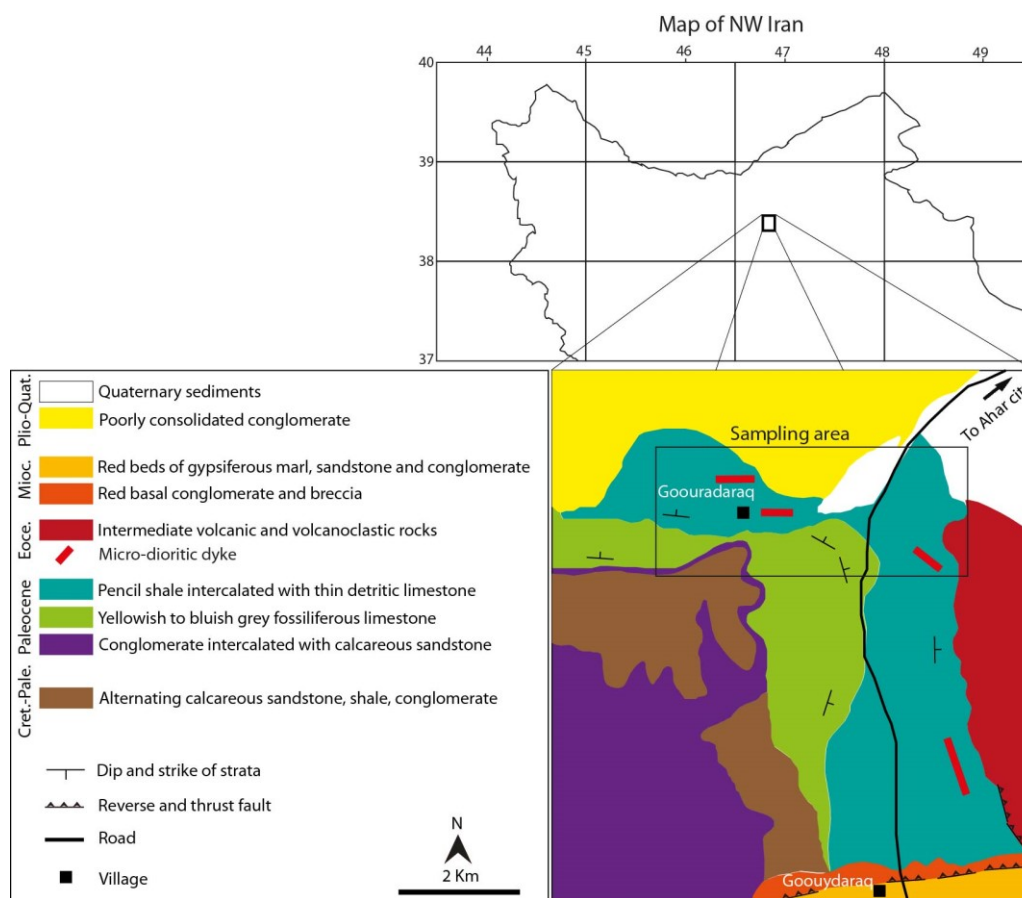 Map of NW Iran
44 45 46 47 48 49
40
39
38
37
Plio-Quat.
Quaternary sediments
Poorly consolidated conglomerate
Mioc.
Red beds of gypsiferous marl, sandstone and conglomerate
Red basal conglomerate and breccia
Eoce.
Intermediate volcanic and volcanoclastic rocks
Micro-dioritic dyke
Paleocene
Pencil shale intercalated with thin detritic limestone
Yellowish to bluish grey fossiliferous limestone
Conglomerate intercalated with calcareous sandstone
Cret.-Pale.
Alternating calcareous sandstone, shale, conglomerate
Dip and strike of strata
Reverse and thrust fault
Road
Village
N
2 Km
To Ahar city
Sampling area
Goouradaraq
Goouydaraq